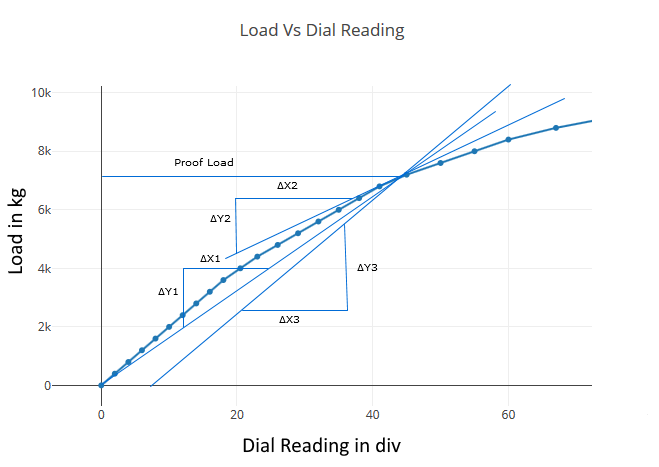 Load Vs Dial Reading
10k
8k
6k
4k
2k
0
Load in kg
Proof Load
ΔX2
ΔY2
ΔX1
ΔY1
ΔY3
ΔX3
0
20
40
60
Dial Reading in div